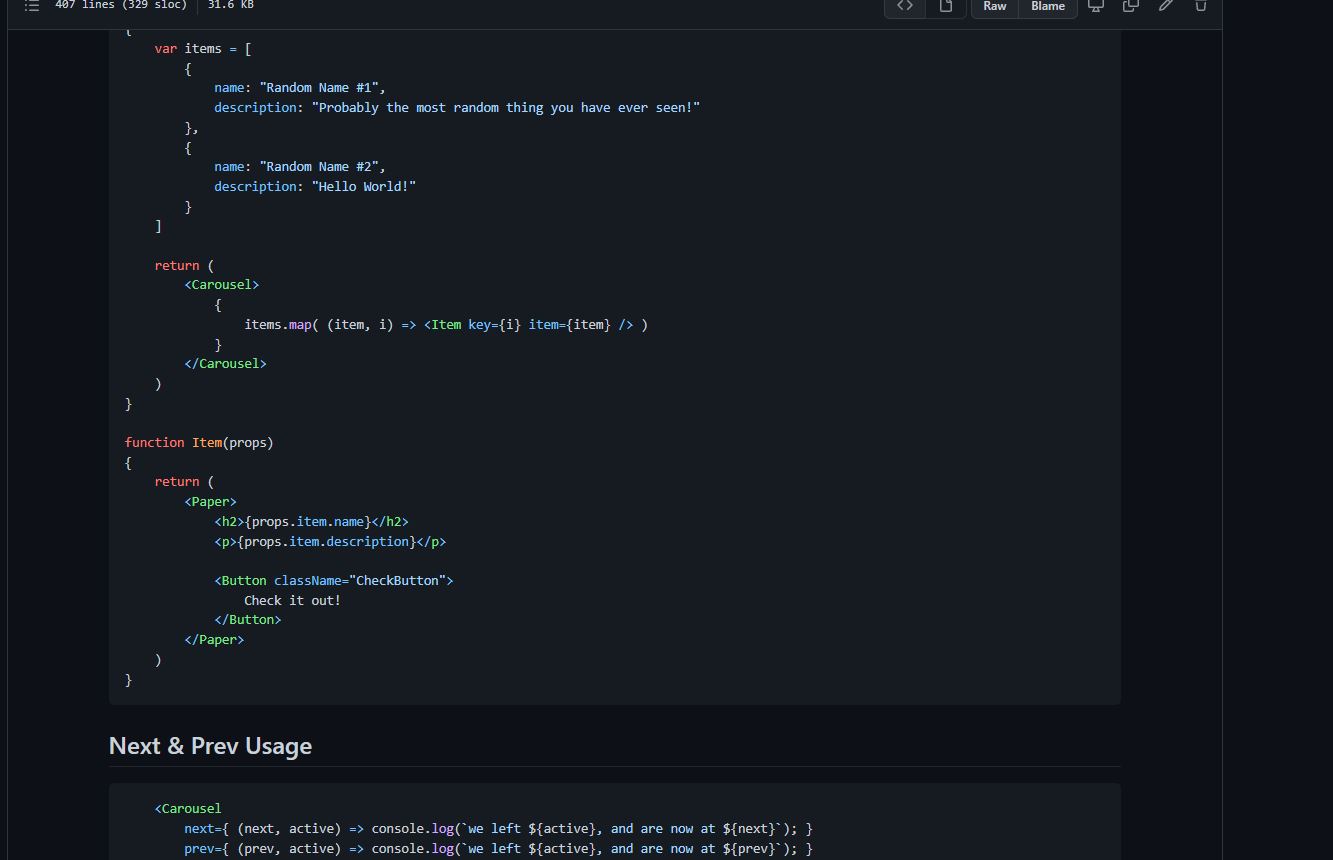 407 lines (329 sloc) 31.6 KB <> Raw Blame
{
var items = [
{
name: "Random Name #1",
description: "Probably the most random thing you have ever seen!"
},
{
name: "Random Name #2",
description: "Hello World!"
}
]
return (
<Carousel>
{
items.map( (item, i) => <Item key={i} item={item} /> )
}
</Carousel>
)
}
function Item(props)
{
return (
<Paper>
<h2>{props.item.name}</h2>
<p>{props.item.description}</p>
<Button className="CheckButton">
Check it out!
</Button>
</Paper>
)
}
Next & Prev Usage
<Carousel
next={ (next, active) => console.log(`we left ${active}, and are now at ${next}`); }
prev={ (prev, active) => console.log(`we left ${active}, and are now at ${prev}`); }